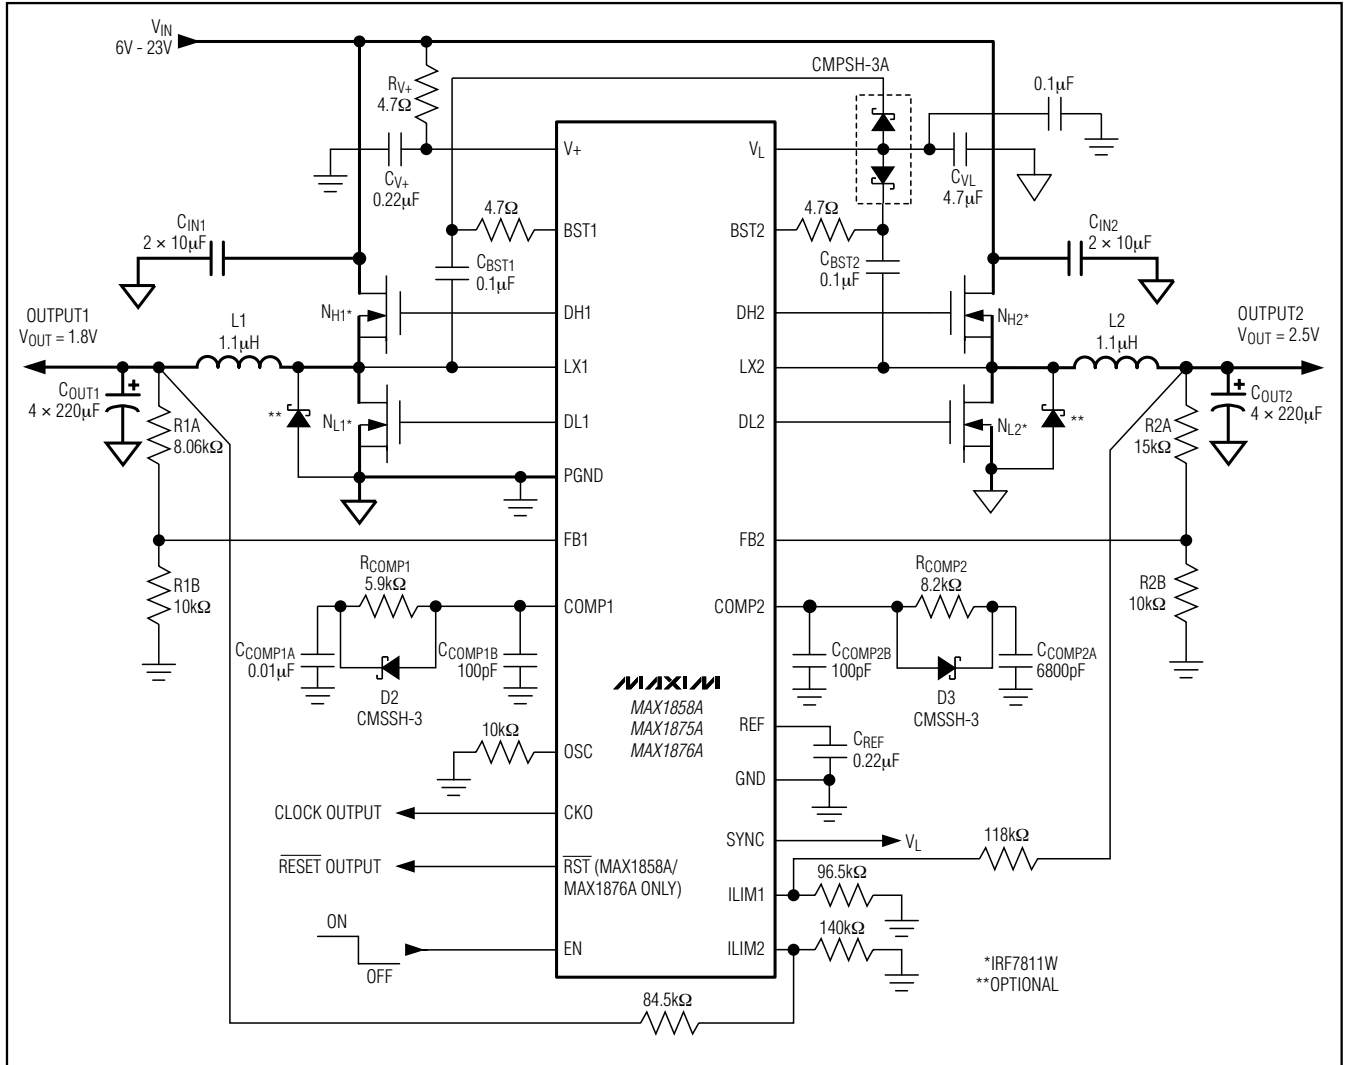 V_IN
6V - 23V
R_V+
4.7Ω
C_V+
0.22µF
CMPSH-3A
0.1µF
C_VL
4.7µF
V+
V_L
4.7Ω
BST1
BST2
4.7Ω
C_IN1
2 × 10µF
C_BST1
0.1µF
C_BST2
0.1µF
C_IN2
2 × 10µF
N_H1*
DH1
DH2
N_H2*
OUTPUT1
V_OUT = 1.8V
L1
1.1µH
LX1
LX2
L2
1.1µH
OUTPUT2
V_OUT = 2.5V
+
C_OUT1
4 × 220µF
R1A
8.06kΩ
**
N_L1*
DL1
DL2
N_L2*
**
R2A
15kΩ
+
C_OUT2
4 × 220µF
PGND
FB1
FB2
R1B
10kΩ
R_COMP1
5.9kΩ
COMP1
COMP2
R_COMP2
8.2kΩ
R2B
10kΩ
C_COMP1A
0.01µF
C_COMP1B
100pF
D2
CMSSH-3
C_COMP2B
100pF
D3
CMSSH-3
C_COMP2A
6800pF
MAXIM
MAX1858A
MAX1875A
MAX1876A
REF
C_REF
0.22µF
10kΩ
OSC
GND
CLOCK OUTPUT
CKO
SYNC
V_L
118kΩ
RESET OUTPUT
RST (MAX1858A/
MAX1876A ONLY)
ILIM1
96.5kΩ
ON
OFF
EN
ILIM2
140kΩ
84.5kΩ
*IRF7811W
**OPTIONAL